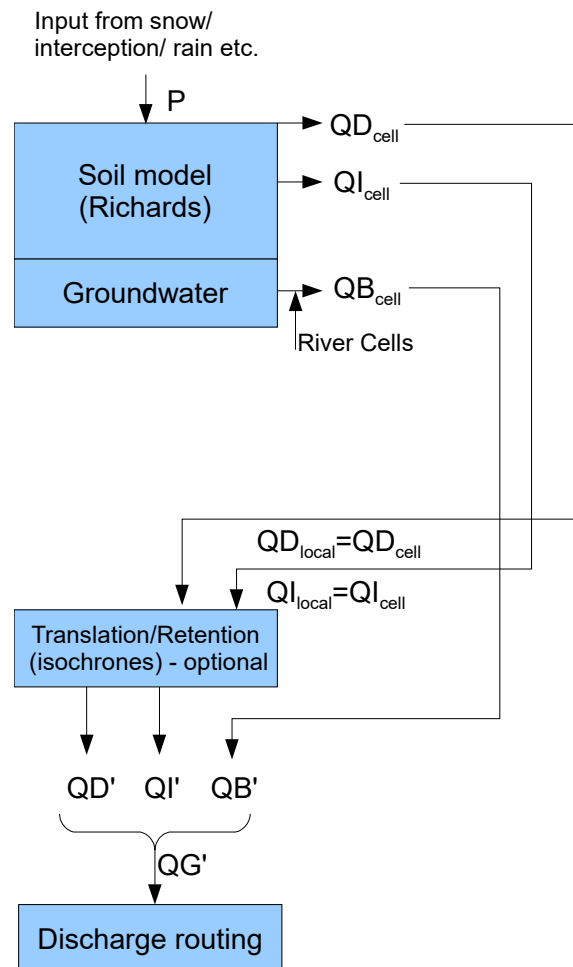 Input from snow/
interception/ rain etc.
P
QDcell
Soil model
(Richards)
QIcell
Groundwater
QBcell
River Cells
QDlocal=QDcell
QIlocal=QIcell
Translation/Retention
(isochrones) - optional
QD' QI' QB'
QG'
Discharge routing